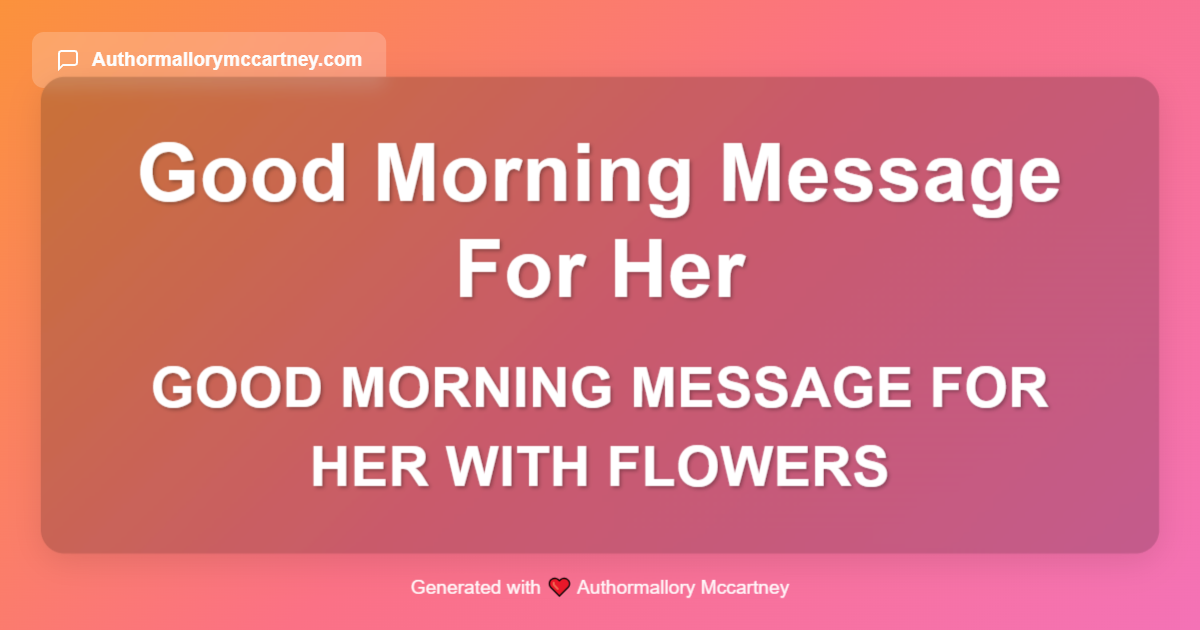 Authormallorymccartney.com
Good Morning Message
For Her
GOOD MORNING MESSAGE FOR
HER WITH FLOWERS
Generated with ❤️ Authormallory Mccartney